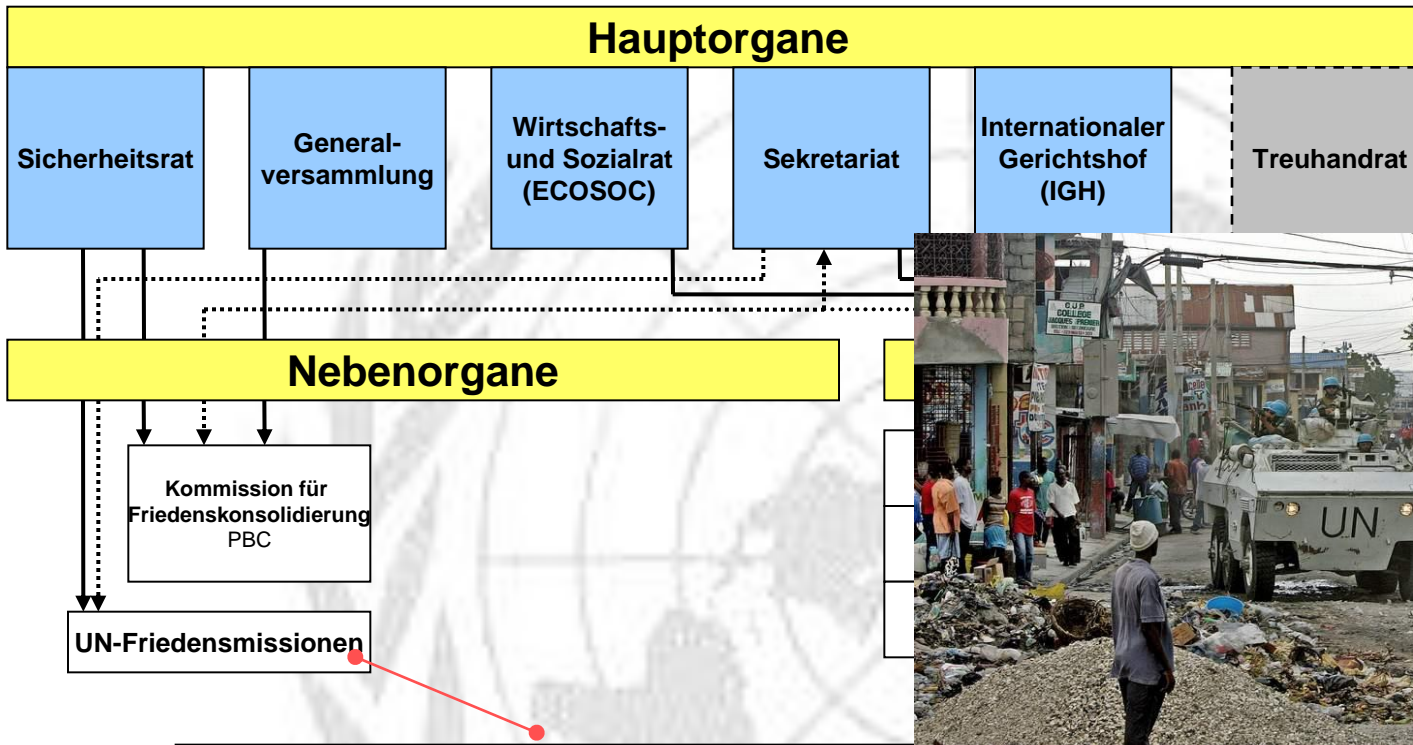 Hauptorgane
Sicherheitsrat
General-
versammlung
Wirtschafts-
und Sozialrat
(ECOSOC)
Sekretariat
Internationaler
Gerichtshof
(IGH)
Treuhandrat
Nebenorgane
Kommission für
Friedenskonsolidierung
PBC
UN-Friedensmissionen
COLLEGE
UN